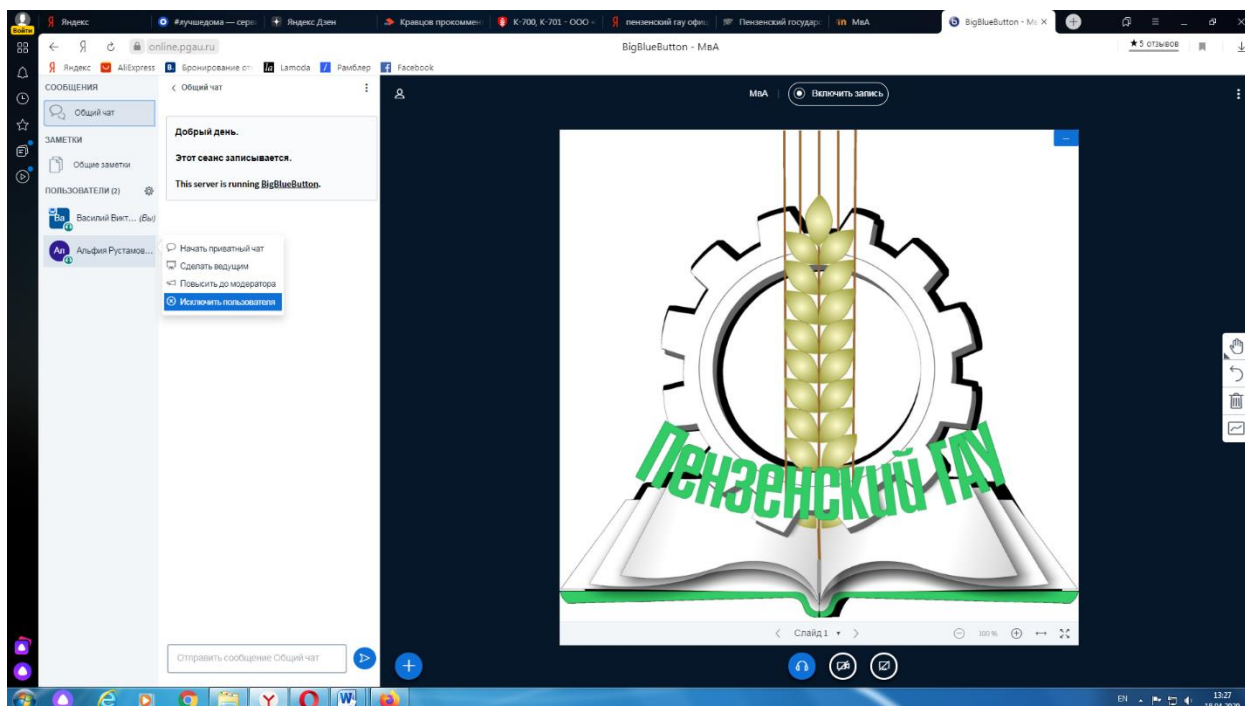 Войти
Яндекс
#лучшедома — серв
Яндекс Дзен
Кравцов прокоммен
К-700, К-701 - ООО «
пензенский гау офиц
Пензенский государс
МвА
BigBlueButton - Мв
online.pgau.ru
BigBlueButton - МвА
★5 отзывов
Яндекс
AliExpress
Бронирование от
Lamoda
Рамблер
Facebook
СООБЩЕНИЯ
Общий чат
ЗАМЕТКИ
Общие заметки
ПОЛЬЗОВАТЕЛИ (2)
Ва Василий Викт... (Вы)
Ал Альфия Рустамов...
Общий чат
Добрый день.
Этот сеанс записывается.
This server is running BigBlueButton.
Начать приватный чат
Сделать ведущим
Повысить до модератора
Исключить пользователя
Отправить сообщение Общий чат
МвА
Включить запись
Пензенский ГАУ
Слайд 1
100%
EN
13:27